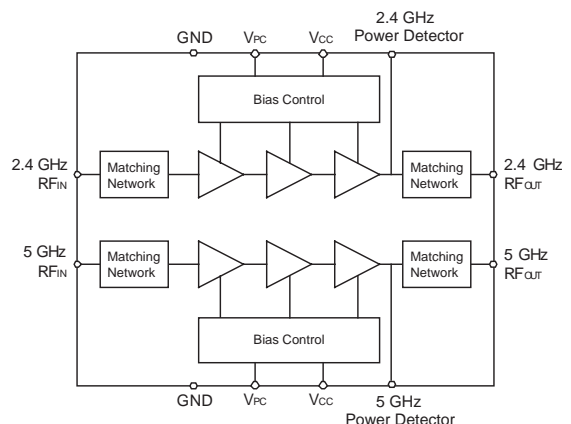 2.4 GHz
Power Detector
GND
VPC
VCC
Bias Control
2.4 GHz
RFIN
Matching
Network
Matching
Network
2.4 GHz
RFOUT
5 GHz
RFIN
Matching
Network
Matching
Network
5 GHz
RFOUT
Bias Control
GND
VPC
VCC
5 GHz
Power Detector